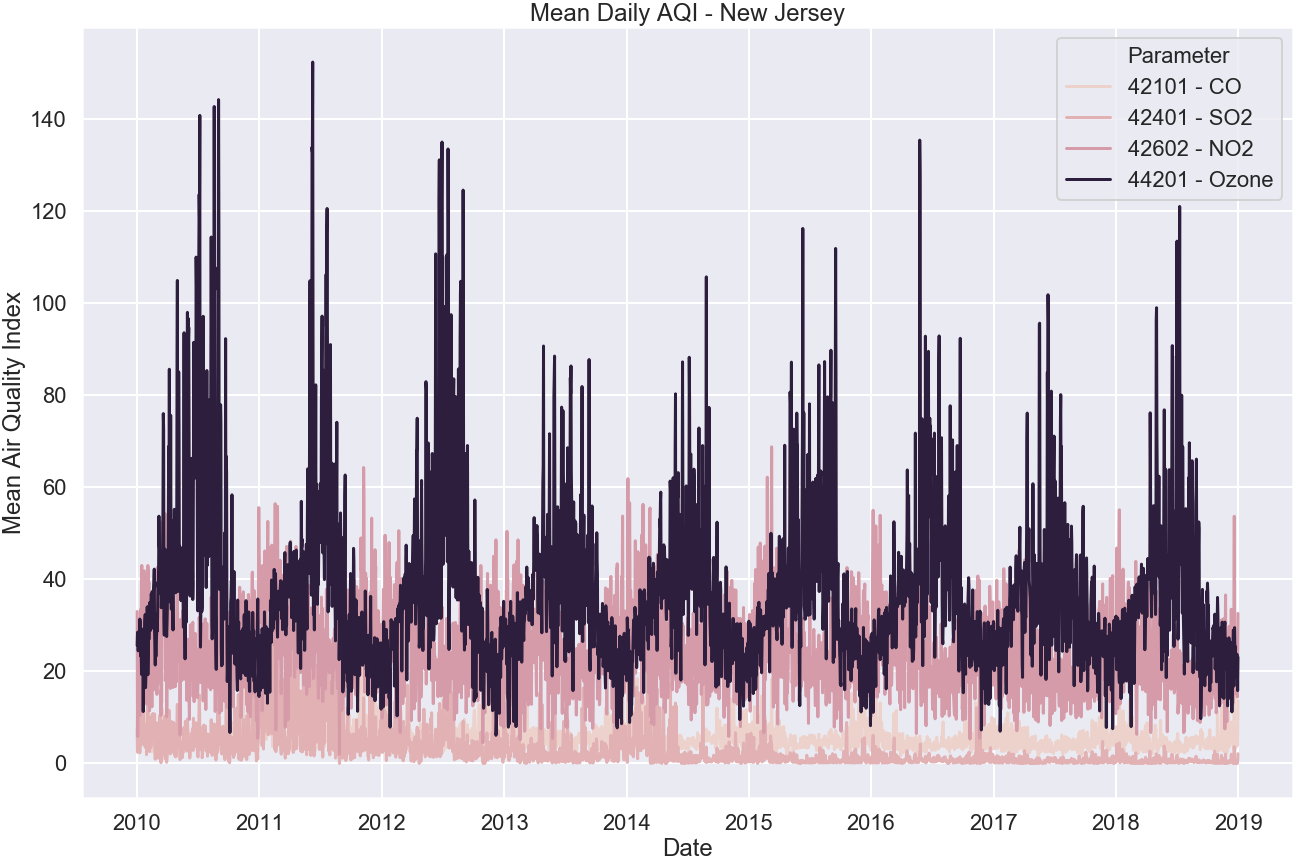 Mean Daily AQI - New Jersey
Parameter
42101 - CO
42401 - SO2
42602 - NO2
44201 - Ozone
Mean Air Quality Index
140
120
100
80
60
40
20
0
2010 2011 2012 2013 2014 2015 2016 2017 2018 2019
Date